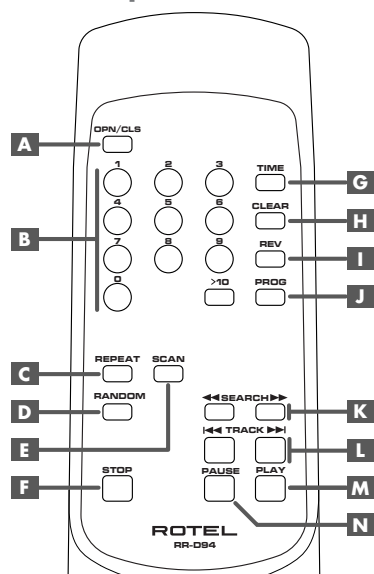 OPN/CLS
A
1 2 3 TIME
G
4 5 6 CLEAR
H
B
7 8 9 REV
I
0 >10 PROG
J
REPEAT SCAN
C
RANDOM
D
◀◀SEARCH▶▶
K
E
|◀◀ TRACK ▶▶|
L
STOP
F
PAUSE PLAY
M
N
ROTEL
RR-D94